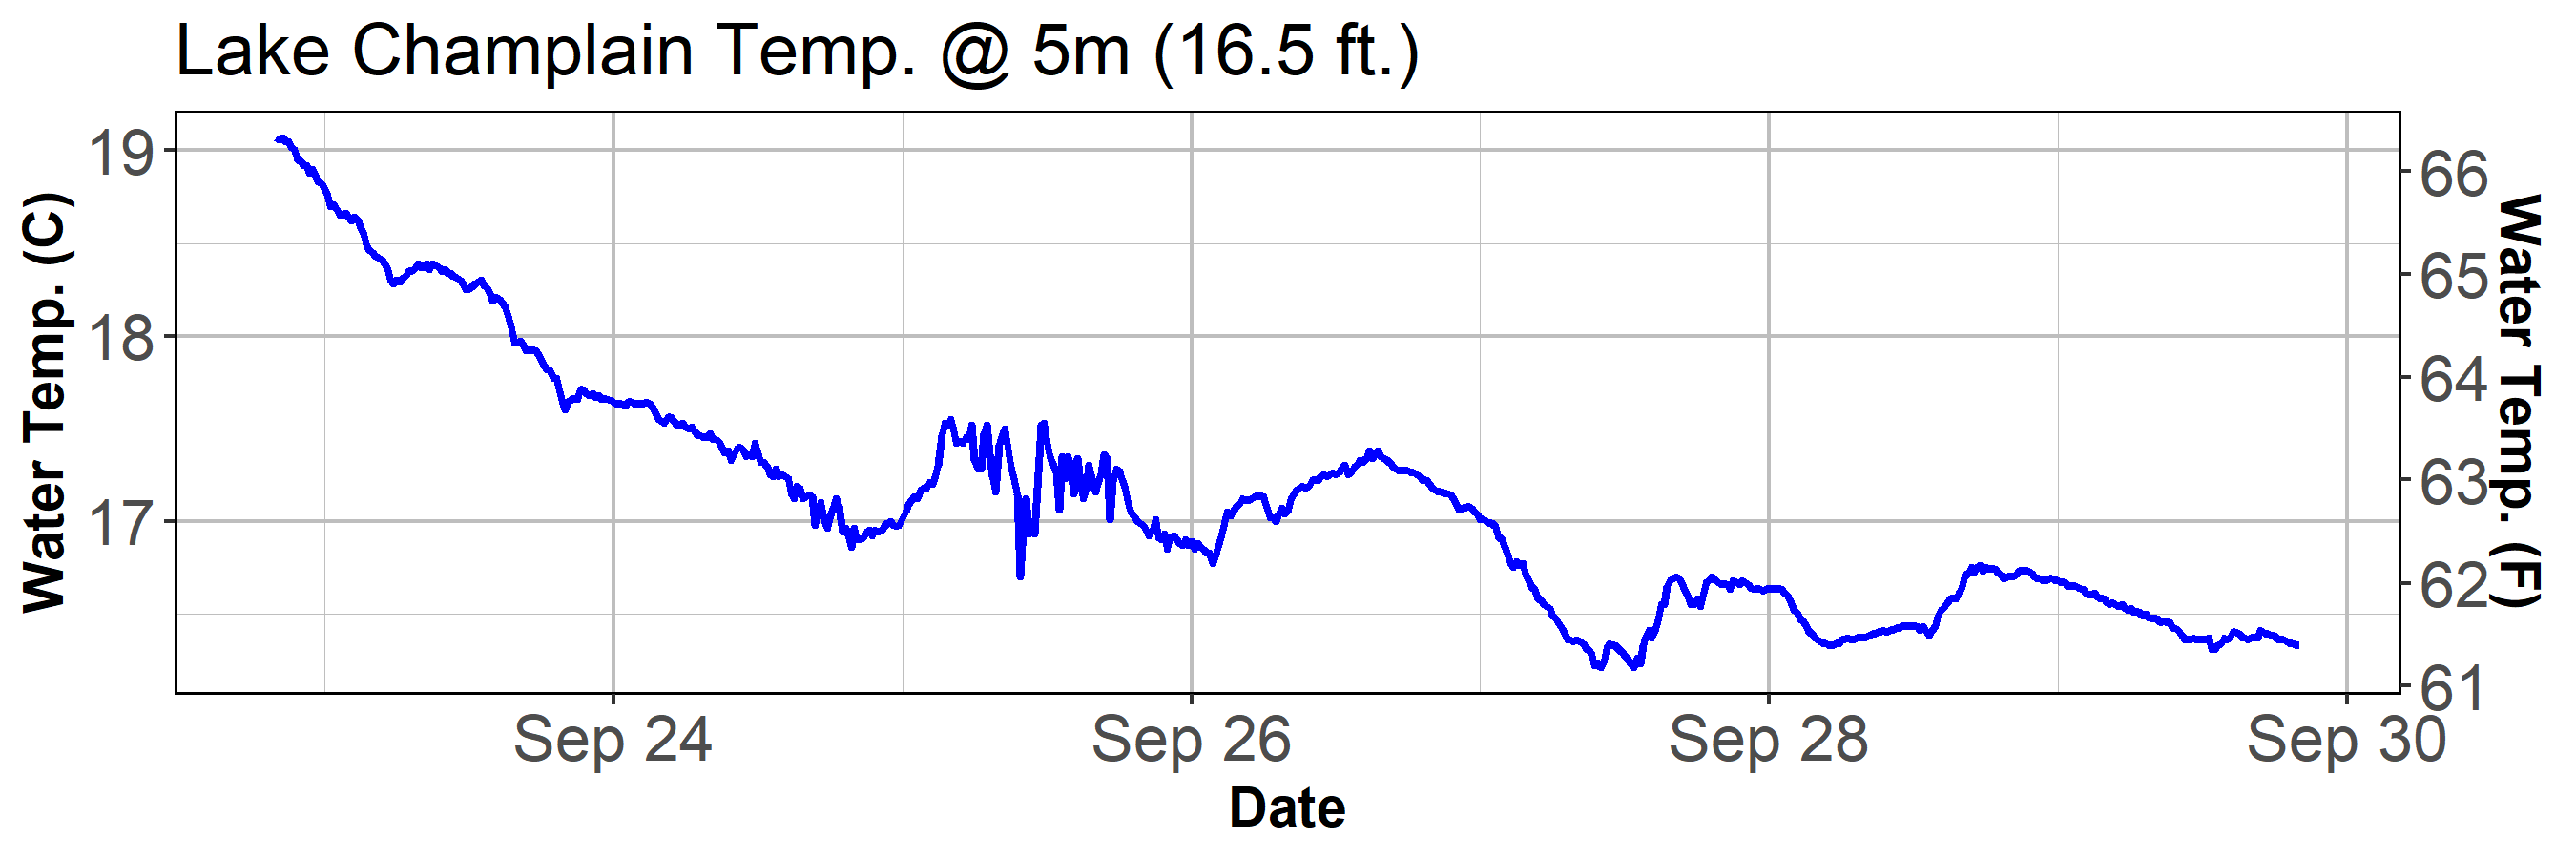 Lake Champlain Temp. @ 5m (16.5 ft.)
Water Temp. (C)
19
18
17
66
65
64
63
62
61
Water Temp. (F)
Sep 24 Sep 26 Sep 28 Sep 30
Date